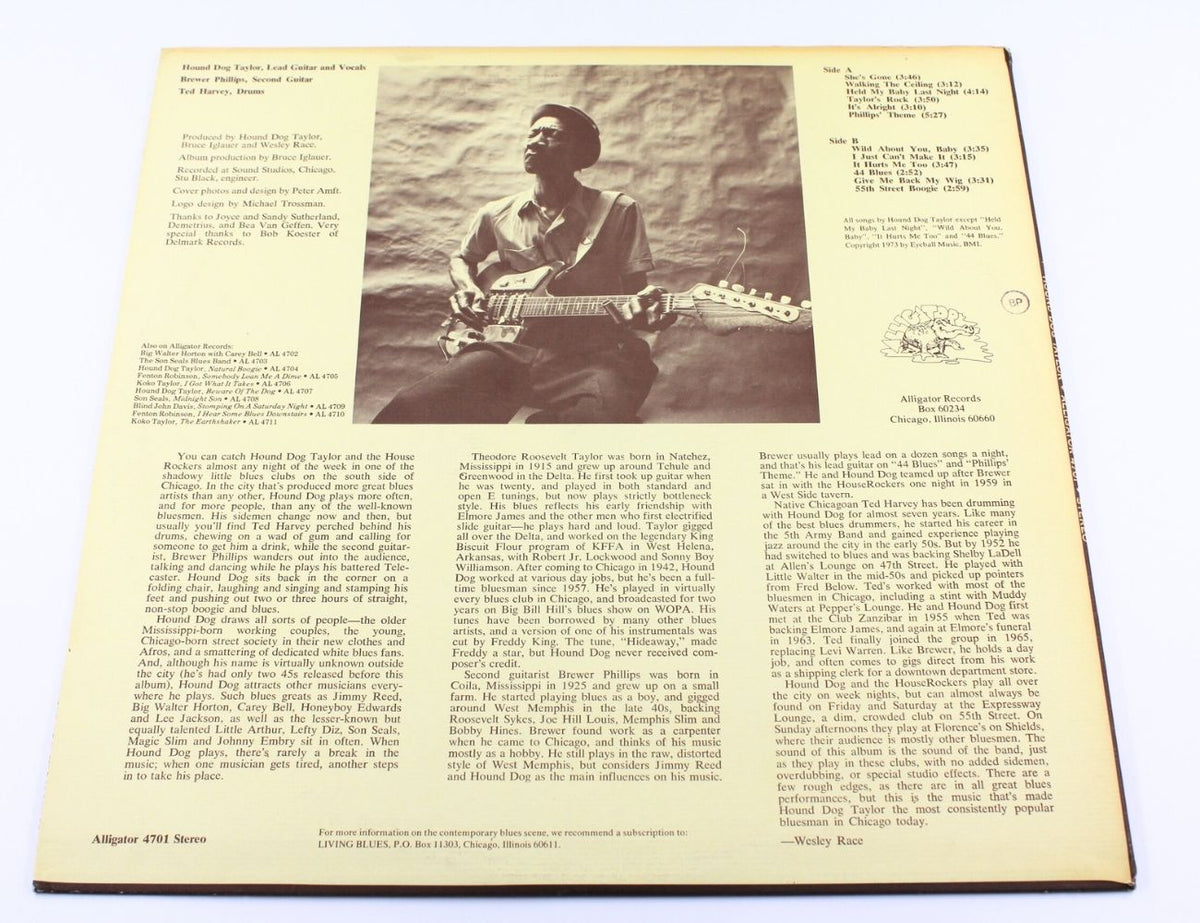 Hound Dog Taylor, Lead Guitar and Vocals
Brewer Phillips, Second Guitar
Ted Harvey, Drums
Produced by Hound Dog Taylor,
Bruce Iglauer and Wesley Race.
Album production by Bruce Iglauer.
Recorded at Sound Studios, Chicago,
Stu Black, engineer.
Cover photos and design by Peter Amft.
Logo design by Michael Trossman.
Thanks to Joyce and Sandy Sutherland,
Demetrius, and Bea Van Geffen. Very
special thanks to Bob Koester of
Delmark Records.
Also on Alligator Records:
Big Walter Horton with Carey Bell • AL 4702
The Son Seals Blues Band • AL 4703
Hound Dog Taylor, Natural Boogie • AL 4704
Fenton Robinson, Somebody Loan Me A Dime • AL 4705
Koko Taylor, I Got What It Takes • AL 4706
Hound Dog Taylor, Beware Of The Dog • AL 4707
Son Seals, Midnight Son • AL 4708
Blind John Davis, Stomping On A Saturday Night • AL 4709
Fenton Robinson, I Hear Some Blues Downstairs • AL 4710
Koko Taylor, The Earthshaker • AL 4711
Side A
She's Gone (3:46)
Walking The Ceiling (3:12)
Held My Baby Last Night (4:14)
Taylor's Rock (3:50)
It's Alright (3:10)
Phillips' Theme (5:27)
Side B
Wild About You, Baby (3:35)
I Just Can't Make It (3:15)
It Hurts Me Too (3:47)
44 Blues (2:52)
Give Me Back My Wig (3:31)
55th Street Boogie (2:59)
All songs by Hound Dog Taylor except "Held
My Baby Last Night", "Wild About You,
Baby", "It Hurts Me Too" and "44 Blues."
Copyright 1973 by Eyeball Music, BMI.
BP
Alligator Records
Box 60234
Chicago, Illinois 60660
You can catch Hound Dog Taylor and the House
Rockers almost any night of the week in one of the
shadowy little blues clubs on the south side of
Chicago. In the city that's produced more great blues
artists than any other, Hound Dog plays more often,
and for more people, than any of the well-known
bluesmen. His sidemen change now and then, but
usually you'll find Ted Harvey perched behind his
drums, chewing on a wad of gum and calling for
someone to get him a drink, while the second guitar-
ist, Brewer Phillips wanders out into the audience,
talking and dancing while he plays his battered Tele-
caster. Hound Dog sits back in the corner on a
folding chair, laughing and singing and stamping his
feet and pushing out two or three hours of straight,
non-stop boogie and blues.
Hound Dog draws all sorts of people—the older
Mississippi-born working couples, the young,
Chicago-born street society in their new clothes and
Afros, and a smattering of dedicated white blues fans.
And, although his name is virtually unknown outside
the city (he's had only two 45s released before this
album), Hound Dog attracts other musicians every-
where he plays. Such blues greats as Jimmy Reed,
Big Walter Horton, Carey Bell, Honeyboy Edwards
and Lee Jackson, as well as the lesser-known but
equally talented Little Arthur, Lefty Diz, Son Seals,
Magic Slim and Johnny Embry sit in often. When
Hound Dog plays, there's rarely a break in the
music; when one musician gets tired, another steps
in to take his place.
Theodore Roosevelt Taylor was born in Natchez,
Mississippi in 1915 and grew up around Tchule and
Greenwood in the Delta. He first took up guitar when
he was twenty, and played in both standard and
open E tunings, but now plays strictly bottleneck
style. His blues reflects his early friendship with
Elmore James and the other men who first electrified
slide guitar—he plays hard and loud. Taylor gigged
all over the Delta, and worked on the legendary King
Biscuit Flour program of KFFA in West Helena,
Arkansas, with Robert Jr. Lockwood and Sonny Boy
Williamson. After coming to Chicago in 1942, Hound
Dog worked at various day jobs, but he's been a full-
time bluesman since 1957. He's played in virtually
every blues club in Chicago, and broadcasted for two
years on Big Bill Hill's blues show on WOPA. His
tunes have been borrowed by many other blues
artists, and a version of one of his instrumentals was
cut by Freddy King. The tune, "Hideaway," made
Freddy a star, but Hound Dog never received com-
poser's credit.
Second guitarist Brewer Phillips was born in
Coila, Mississippi in 1925 and grew up on a small
farm. He started playing blues as a boy, and gigged
around West Memphis in the late 40s, backing
Roosevelt Sykes, Joe Hill Louis, Memphis Slim and
Bobby Hines. Brewer found work as a carpenter
when he came to Chicago, and thinks of his music
mostly as a hobby. He still plays in the raw, distorted
style of West Memphis, but considers Jimmy Reed
and Hound Dog as the main influences on his music.
Brewer usually plays lead on a dozen songs a night,
and that's his lead guitar on "44 Blues" and "Phillips'
Theme." He and Hound Dog teamed up after Brewer
sat in with the HouseRockers one night in 1959 in
a West Side tavern.
Native Chicagoan Ted Harvey has been drumming
with Hound Dog for almost seven years. Like many
of the best blues drummers, he started his career in
the 5th Army Band and gained experience playing
jazz around the city in the early 50s. But by 1952 he
had switched to blues and was backing Shelby LaDell
at Allen's Lounge on 47th Street. He played with
Little Walter in the mid-50s and picked up pointers
from Fred Below. Ted's worked with most of the
bluesmen in Chicago, including a stint with Muddy
Waters at Pepper's Lounge. He and Hound Dog first
met at the Club Zanzibar in 1955 when Ted was
backing Elmore James, and again at Elmore's funeral
in 1963. Ted finally joined the group in 1965,
replacing Levi Warren. Like Brewer, he holds a day
job, and often comes to gigs direct from his work
as a shipping clerk for a downtown department store.
Hound Dog and the HouseRockers play all over
the city on week nights, but can almost always be
found on Friday and Saturday at the Expressway
Lounge, a dim, crowded club on 55th Street. On
Sunday afternoons they play at Florence's on Shields,
where their audience is mostly other bluesmen. The
sound of this album is the sound of the band, just
as they play in these clubs, with no added sidemen,
overdubbing, or special studio effects. There are a
few rough edges, as there are in all great blues
performances, but this is the music that's made
Hound Dog Taylor the most consistently popular
bluesman in Chicago today.
—Wesley Race
Alligator 4701 Stereo
For more information on the contemporary blues scene, we recommend a subscription to:
LIVING BLUES, P.O. Box 11303, Chicago, Illinois 60611.